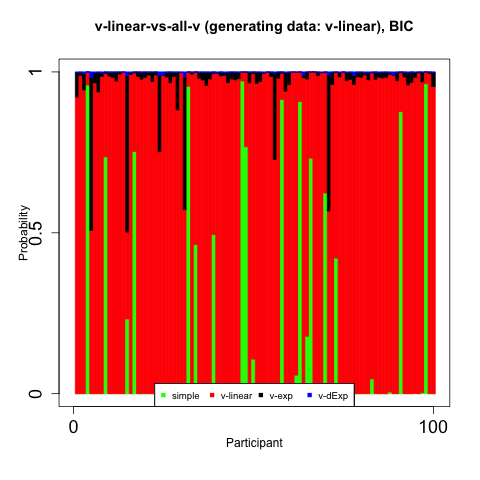 v-linear-vs-all-v (generating data: v-linear), BIC
1
0.5
0
Probability
simple v-linear v-exp v-dExp
0 100
Participant